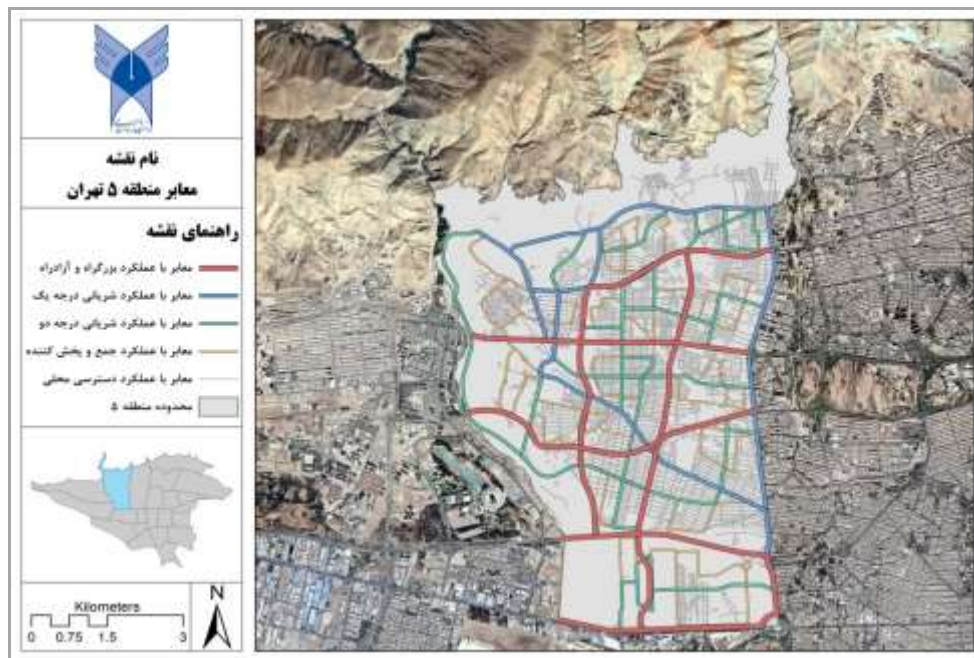 نام نقشه
معابر منطقه ۵ تهران
راهنمای نقشه
معابر با عملکرد بزرگراه و آزادراه
معابر با عملکرد شریانی درجه یک
معابر با عملکرد شریانی درجه دو
معابر با عملکرد جمع و پخش کننده
معابر با عملکرد دسترسی محلی
محدوده منطقه ۵
Kilometers
0 0.75 1.5 3
N